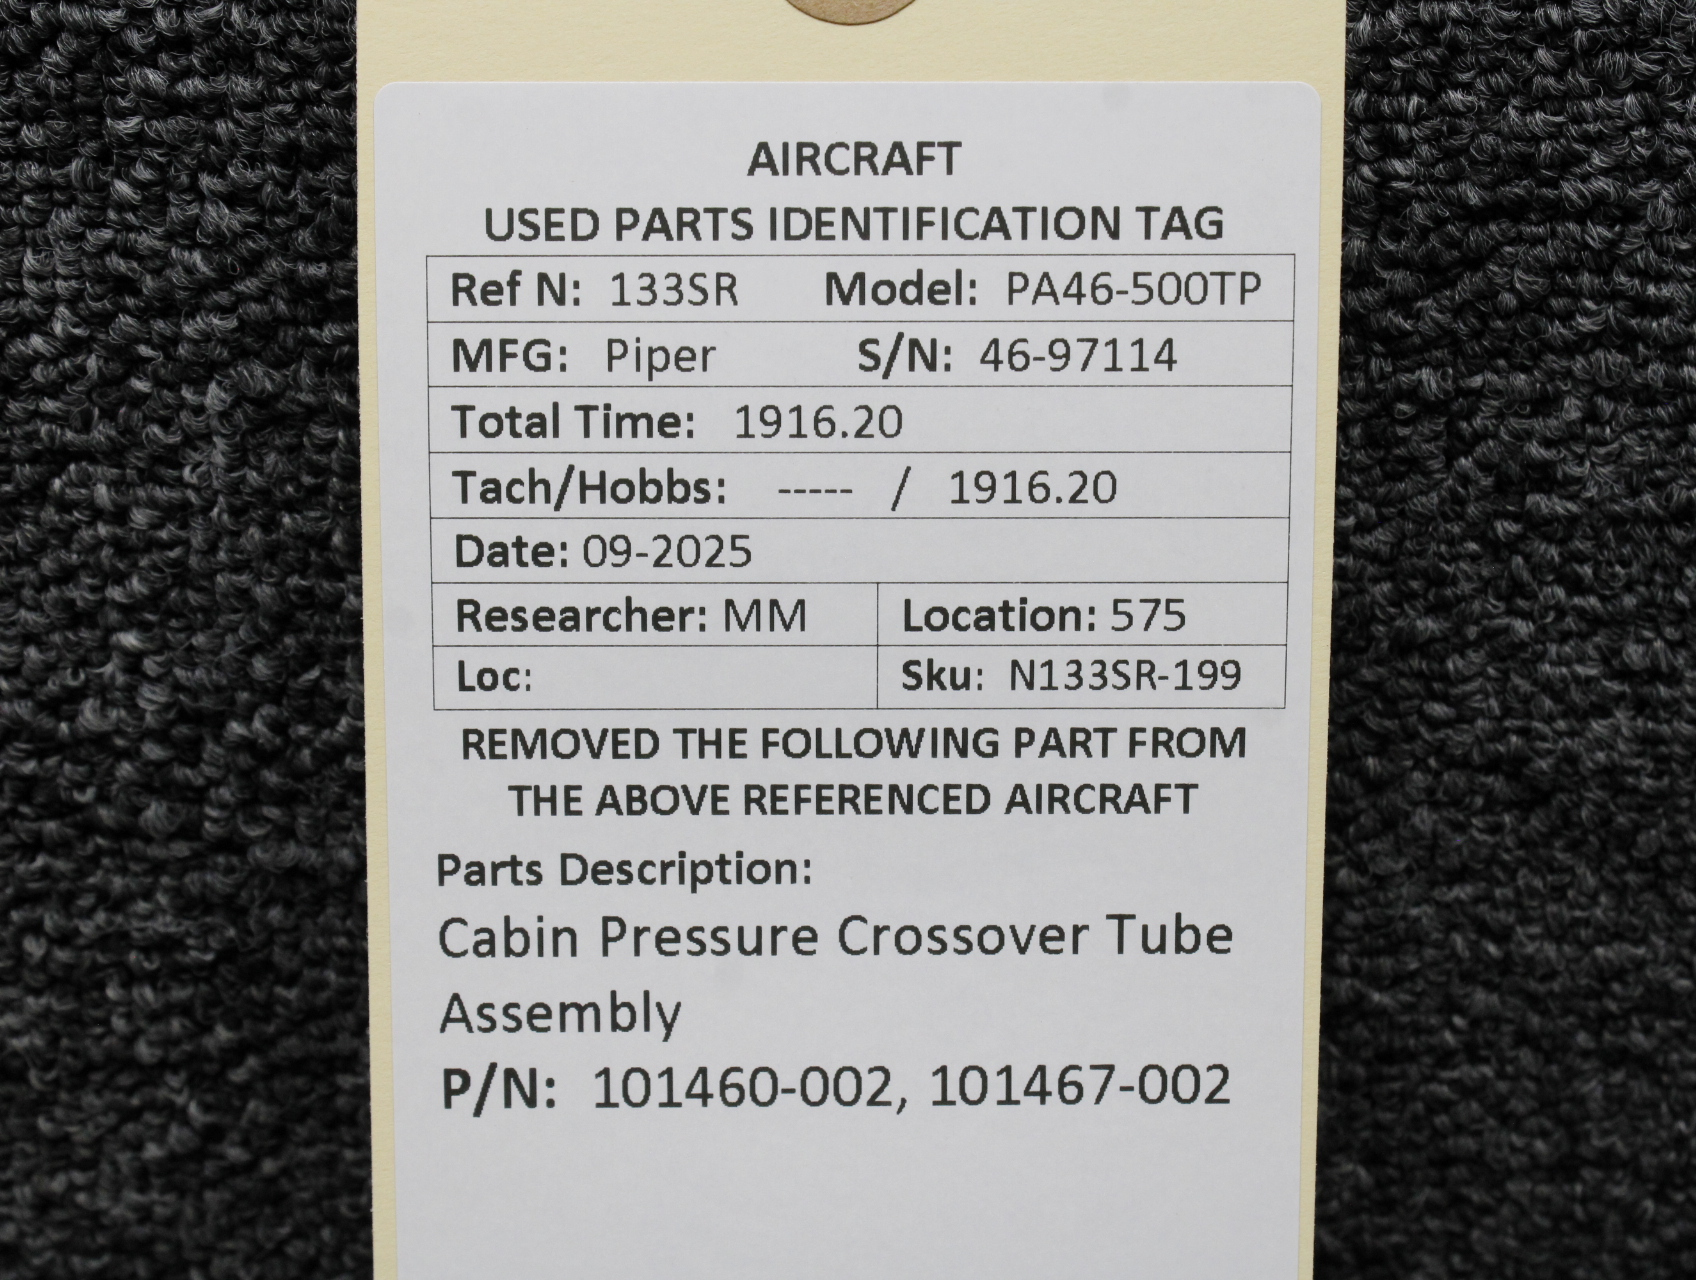 AIRCRAFT
USED PARTS IDENTIFICATION TAG
Ref N: 133SR Model: PA46-500TP
MFG: Piper S/N: 46-97114
Total Time: 1916.20
Tach/Hobbs: ----- / 1916.20
Date: 09-2025
Researcher: MM Location: 575
Loc: Sku: N133SR-199
REMOVED THE FOLLOWING PART FROM
THE ABOVE REFERENCED AIRCRAFT
Parts Description:
Cabin Pressure Crossover Tube
Assembly
P/N: 101460-002, 101467-002